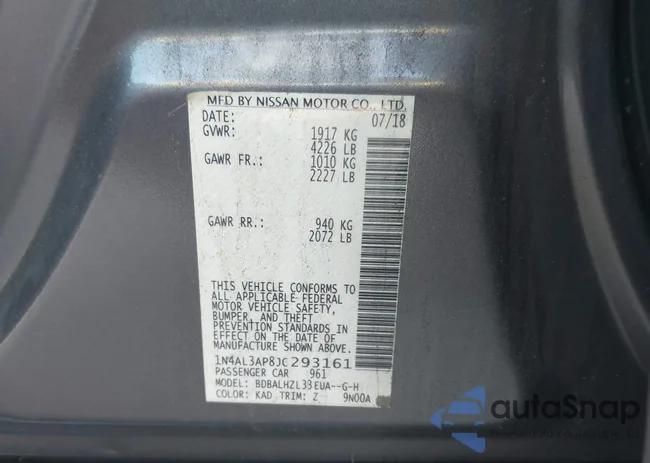 MFD BY NISSAN MOTOR CO., LTD.
DATE: 07/18
GVWR: 1917 KG
4226 LB
GAWR FR.: 1010 KG
2227 LB
GAWR RR.: 940 KG
2072 LB
THIS VEHICLE CONFORMS TO
ALL APPLICABLE FEDERAL
MOTOR VEHICLE SAFETY,
BUMPER, AND THEFT
PREVENTION STANDARDS IN
EFFECT ON THE DATE OF
MANUFACTURE SHOWN ABOVE.
1N4AL3AP8JC293161
PASSENGER CAR 961
MODEL: BDBALHZL33EUA--G-H
COLOR: KAD TRIM: Z 9N00A
autoSnap